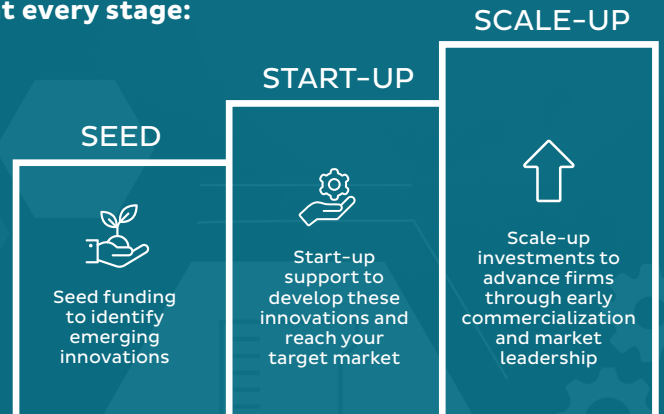 t every stage:
SEED
Seed funding
to identify
emerging
innovations
START-UP
Start-up
support to
develop these
innovations and
reach your
target market
SCALE-UP
Scale-up
investments to
advance firms
through early
commercialization
and market
leadership